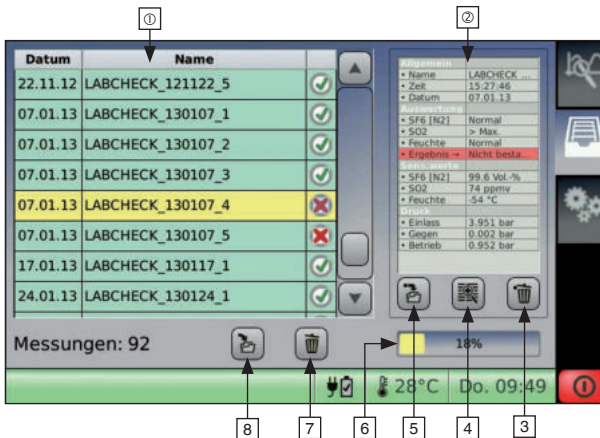 ① ②
Datum Name
22.11.12 LABCHECK_121122_5
07.01.13 LABCHECK_130107_1
07.01.13 LABCHECK_130107_2
07.01.13 LABCHECK_130107_3
07.01.13 LABCHECK_130107_4
07.01.13 LABCHECK_130107_5
17.01.13 LABCHECK_130117_1
24.01.13 LABCHECK_130124_1
Messungen: 92
Allgemein
• Name LABCHECK ...
• Zeit 15:27:46
• Datum 07.01.13
Auswertung
• SF6 [N2] Normal
• SO2 > Max.
• Feuchte Normal
• Ergebnis → Nicht besta...
Sens.werte
• SF6 [N2] 99.6 Vol.-%
• SO2 74 ppmv
• Feuchte -54 °C
Druck
• Einlass 3.951 bar
• Gegen 0.002 bar
• Betrieb 0.952 bar
18%
28°C Do. 09:49
8 7 6 5 4 3